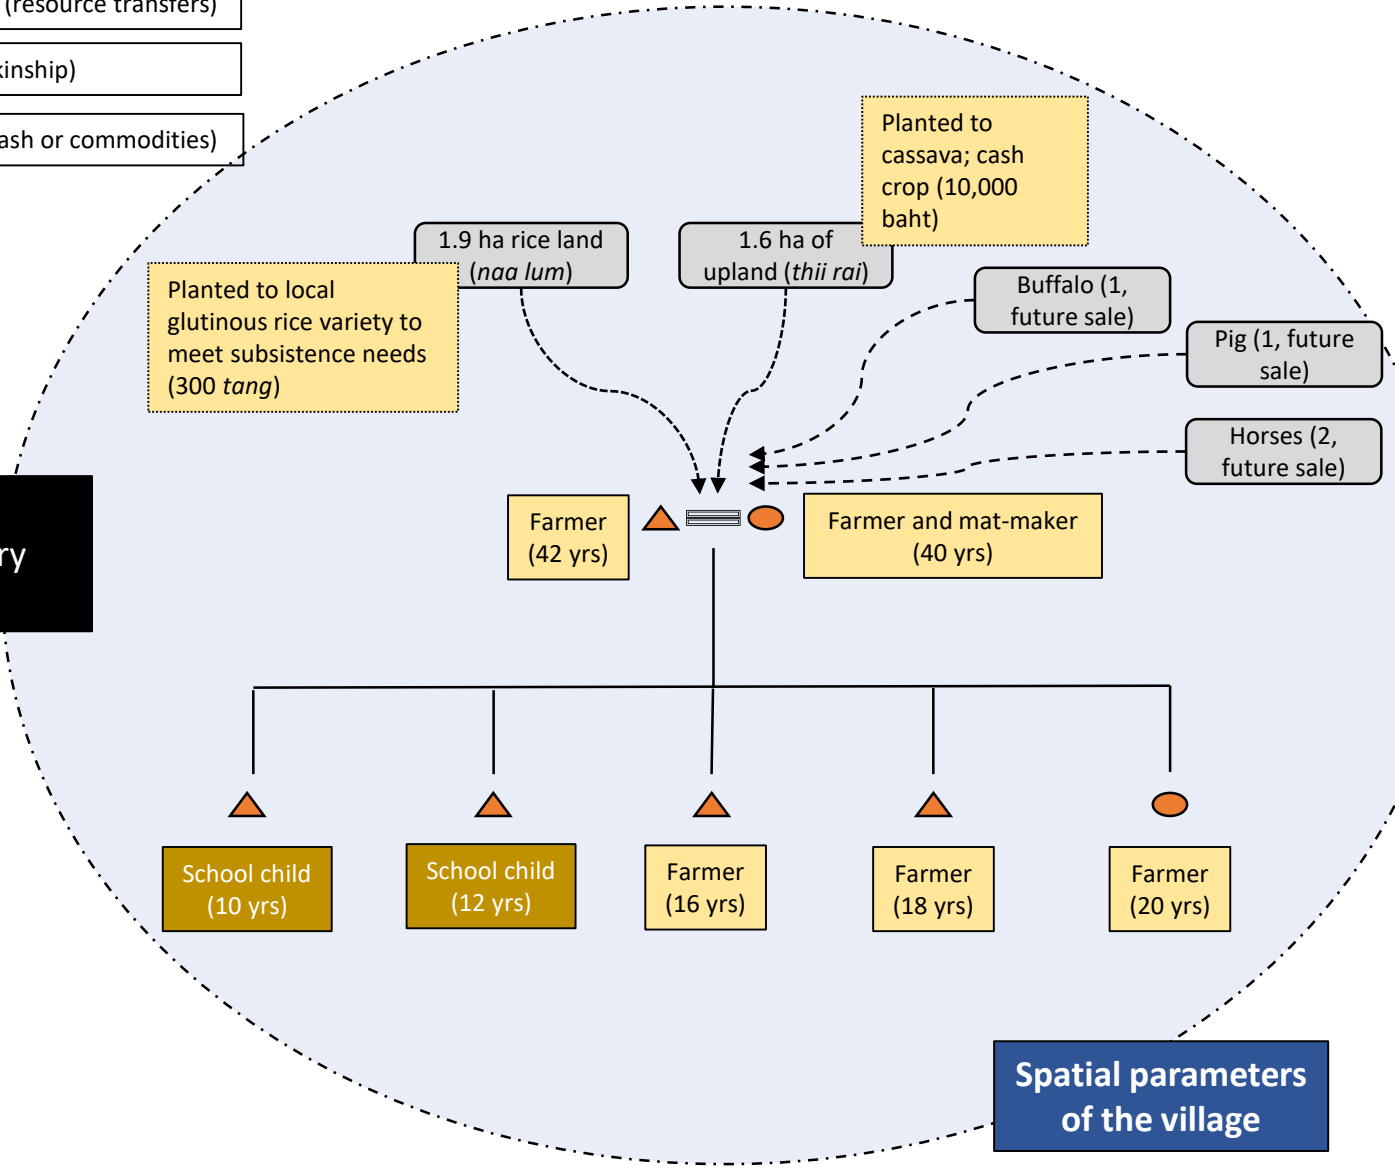 (resource transfers)
kinship)
ash or commodities)
Planted to
cassava; cash
crop (10,000
baht)
1.9 ha rice land
(naa lum)
1.6 ha of
upland (thii rai)
Planted to local
glutinous rice variety to
meet subsistence needs
(300 tang)
Buffalo (1,
future sale)
Pig (1, future
sale)
Horses (2,
future sale)
ry
Farmer
(42 yrs)
Farmer and mat-maker
(40 yrs)
School child
(10 yrs)
School child
(12 yrs)
Farmer
(16 yrs)
Farmer
(18 yrs)
Farmer
(20 yrs)
Spatial parameters
of the village